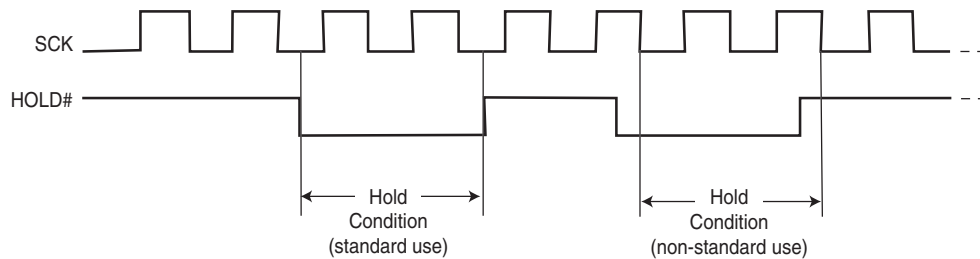 SCK
HOLD#
Hold
Condition
(standard use)
Hold
Condition
(non-standard use)